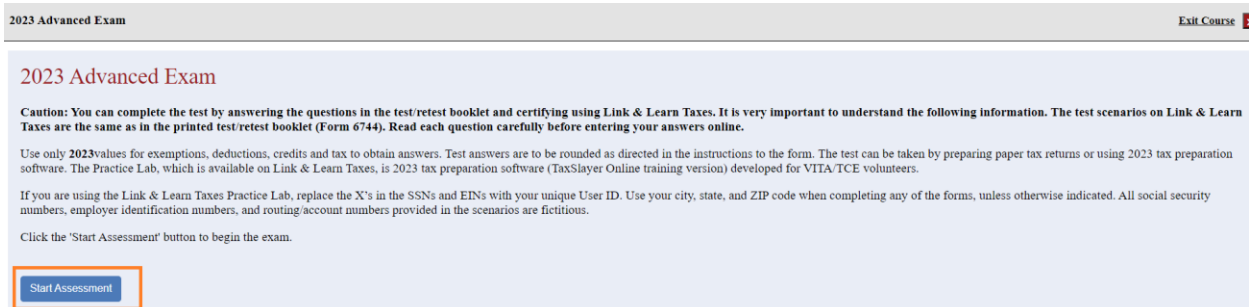 2023 Advanced Exam
Exit Course
2023 Advanced Exam
Caution: You can complete the test by answering the questions in the test/retest booklet and certifying using Link & Learn Taxes. It is very important to understand the following information. The test scenarios on Link & Learn
Taxes are the same as in the printed test/retest booklet (Form 6744). Read each question carefully before entering your answers online.
Use only 2023values for exemptions, deductions, credits and tax to obtain answers. Test answers are to be rounded as directed in the instructions to the form. The test can be taken by preparing paper tax returns or using 2023 tax preparation
software. The Practice Lab, which is available on Link & Learn Taxes, is 2023 tax preparation software (TaxSlayer Online training version) developed for VITA/TCE volunteers.
If you are using the Link & Learn Taxes Practice Lab, replace the X's in the SSNs and EINs with your unique User ID. Use your city, state, and ZIP code when completing any of the forms, unless otherwise indicated. All social security
numbers, employer identification numbers, and routing/account numbers provided in the scenarios are fictitious.
Click the 'Start Assessment' button to begin the exam.
Start Assessment